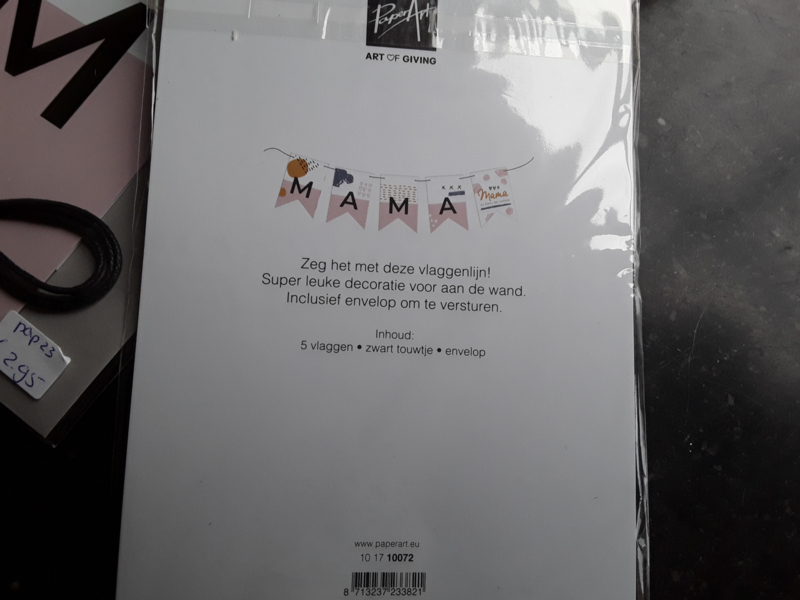 PaperArt
ART OF GIVING
M
M A M A Mama
Zeg het met deze vlaggenlijn!
Super leuke decoratie voor aan de wand.
Inclusief envelop om te versturen.
Inhoud:
5 vlaggen • zwart touwtje • envelop
pap23
2.95
www.paperart.eu
10 17 10072
8 713237 233821